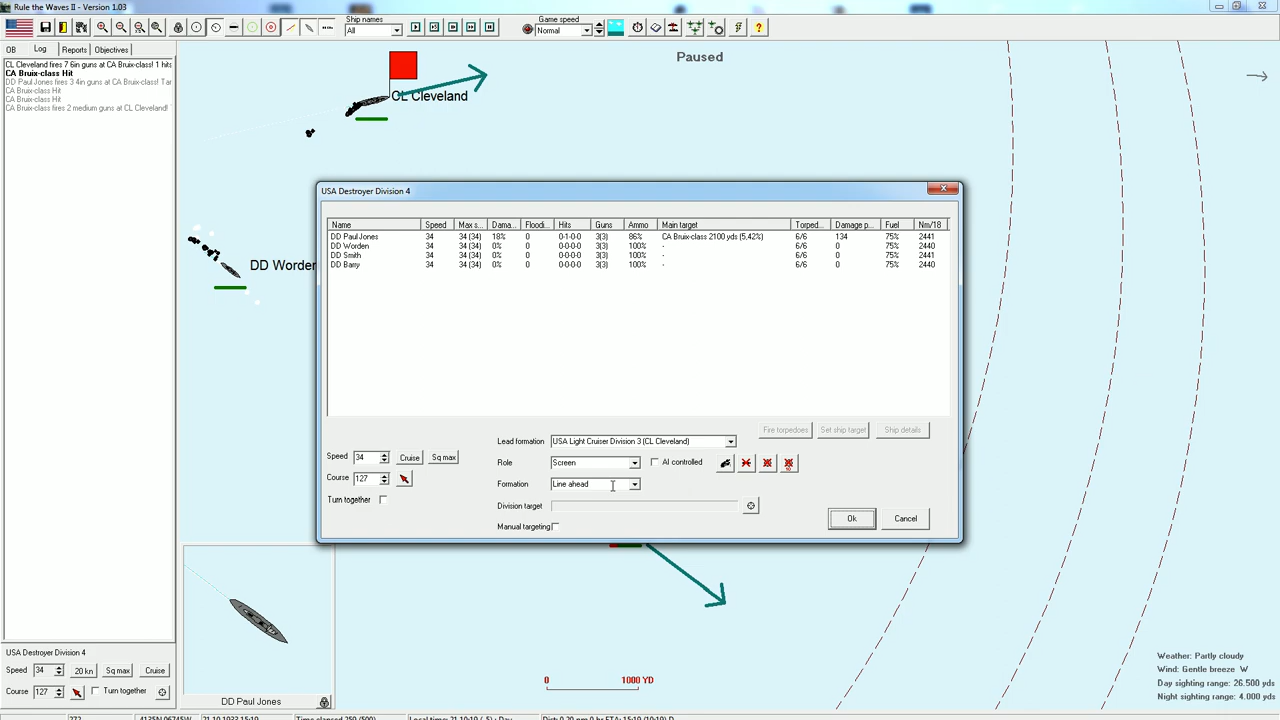 Rule the Waves II - Version 1.03
Ship names
All
Game speed
Normal
OB Log Reports Objectives
Paused
CL Cleveland fires 7 6in guns at CA Bruix-class! 1 hits
CA Bruix-class Hit
DD Paul Jones fires 3 4in guns at CA Bruix-class! Tar
CA Bruix-class Hit
CA Bruix-class Hit
CA Bruix-class fires 2 medium guns at CL Cleveland!
CL Cleveland
DD Worden
USA Destroyer Division 4
Name Speed Max s... Dama... Floodi... Hits Guns Ammo Main target Torped... Damage p... Fuel Nm/18
DD Paul Jones 34 34 (34) 18% 0 0-1-0-0 3(3) 86% CA Bruix-class 2100 yds (5.42%) 6/6 134 75% 2441
DD Worden 34 34 (34) 0% 0 0-0-0-0 3(3) 100% - 6/6 0 75% 2440
DD Smith 34 34 (34) 0% 0 0-0-0-0 3(3) 100% - 6/6 0 75% 2441
DD Barry 34 34 (34) 0% 0 0-0-0-0 3(3) 100% - 6/6 0 75% 2440
Fire torpedoes Set ship target Ship details
Lead formation USA Light Cruiser Division 3 (CL Cleveland)
Speed 34 Cruise Sq max
Role Screen AI controlled
Course 127
Formation Line ahead
Turn together
Division target
Manual targeting
Ok Cancel
USA Destroyer Division 4
Speed 34 20 kn Sq max Cruise
Course 127 Turn together
DD Paul Jones
0 1000 YD
Weather: Partly cloudy
Wind: Gentle breeze W
Day sighting range: 26.500 yds
Night sighting range: 4.000 yds